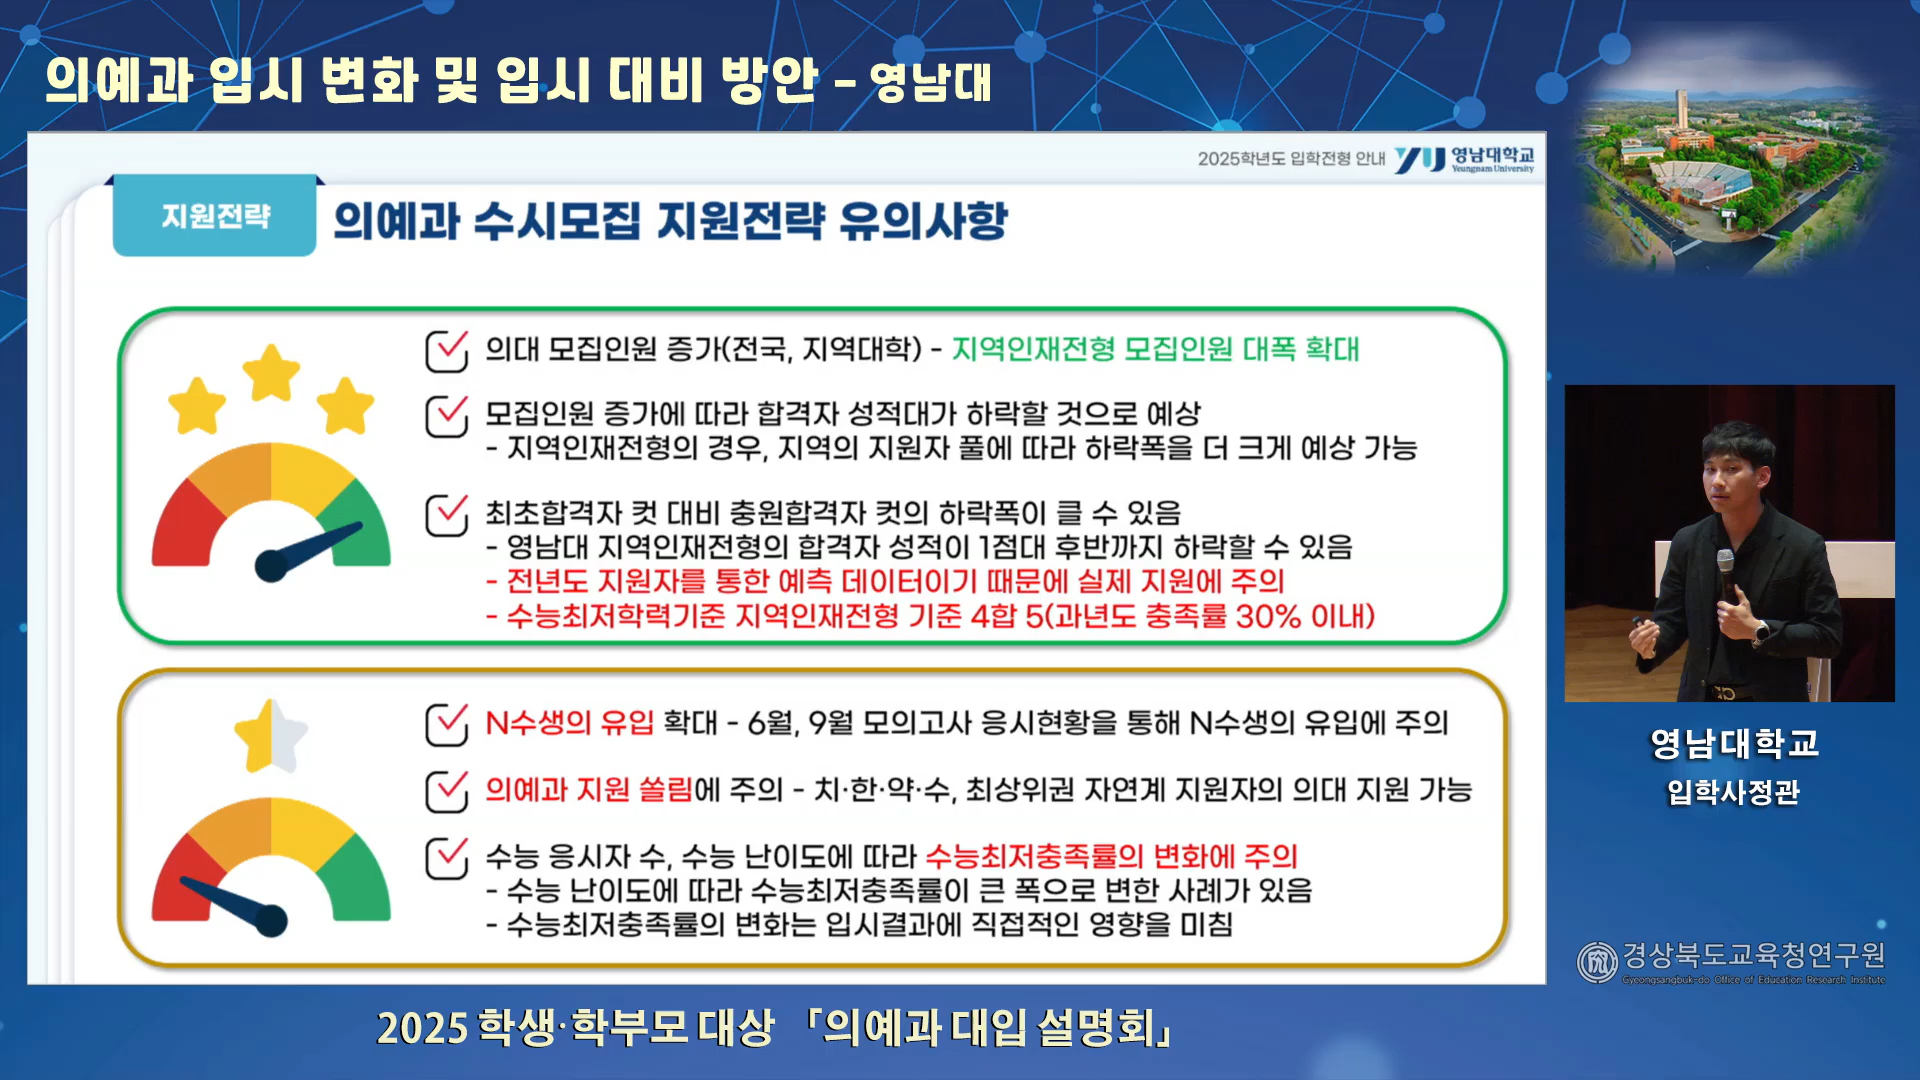 의예과 입시 변화 및 입시 대비 방안 - 영남대
2025학년도 입학전형 안내
영남대학교
Yeungnam University
지원전략
의예과 수시모집 지원전략 유의사항
의대 모집인원 증가(전국, 지역대학) - 지역인재전형 모집인원 대폭 확대
모집인원 증가에 따라 합격자 성적대가 하락할 것으로 예상
- 지역인재전형의 경우, 지역의 지원자 풀에 따라 하락폭을 더 크게 예상 가능
최초합격자 컷 대비 충원합격자 컷의 하락폭이 클 수 있음
- 영남대 지역인재전형의 합격자 성적이 1점대 후반까지 하락할 수 있음
- 전년도 지원자를 통한 예측 데이터이기 때문에 실제 지원에 주의
- 수능최저학력기준 지역인재전형 기준 4합 5(과년도 충족률 30% 이내)
N수생의 유입 확대 - 6월, 9월 모의고사 응시현황을 통해 N수생의 유입에 주의
의예과 지원 쏠림에 주의 - 치·한·약·수, 최상위권 자연계 지원자의 의대 지원 가능
수능 응시자 수, 수능 난이도에 따라 수능최저충족률의 변화에 주의
- 수능 난이도에 따라 수능최저충족률이 큰 폭으로 변한 사례가 있음
- 수능최저충족률의 변화는 입시결과에 직접적인 영향을 미침
영남대학교
입학사정관
경상북도교육청연구원
Gyeongsangbuk-do Office of Education Research Institute
2025 학생·학부모 대상 「의예과 대입 설명회」